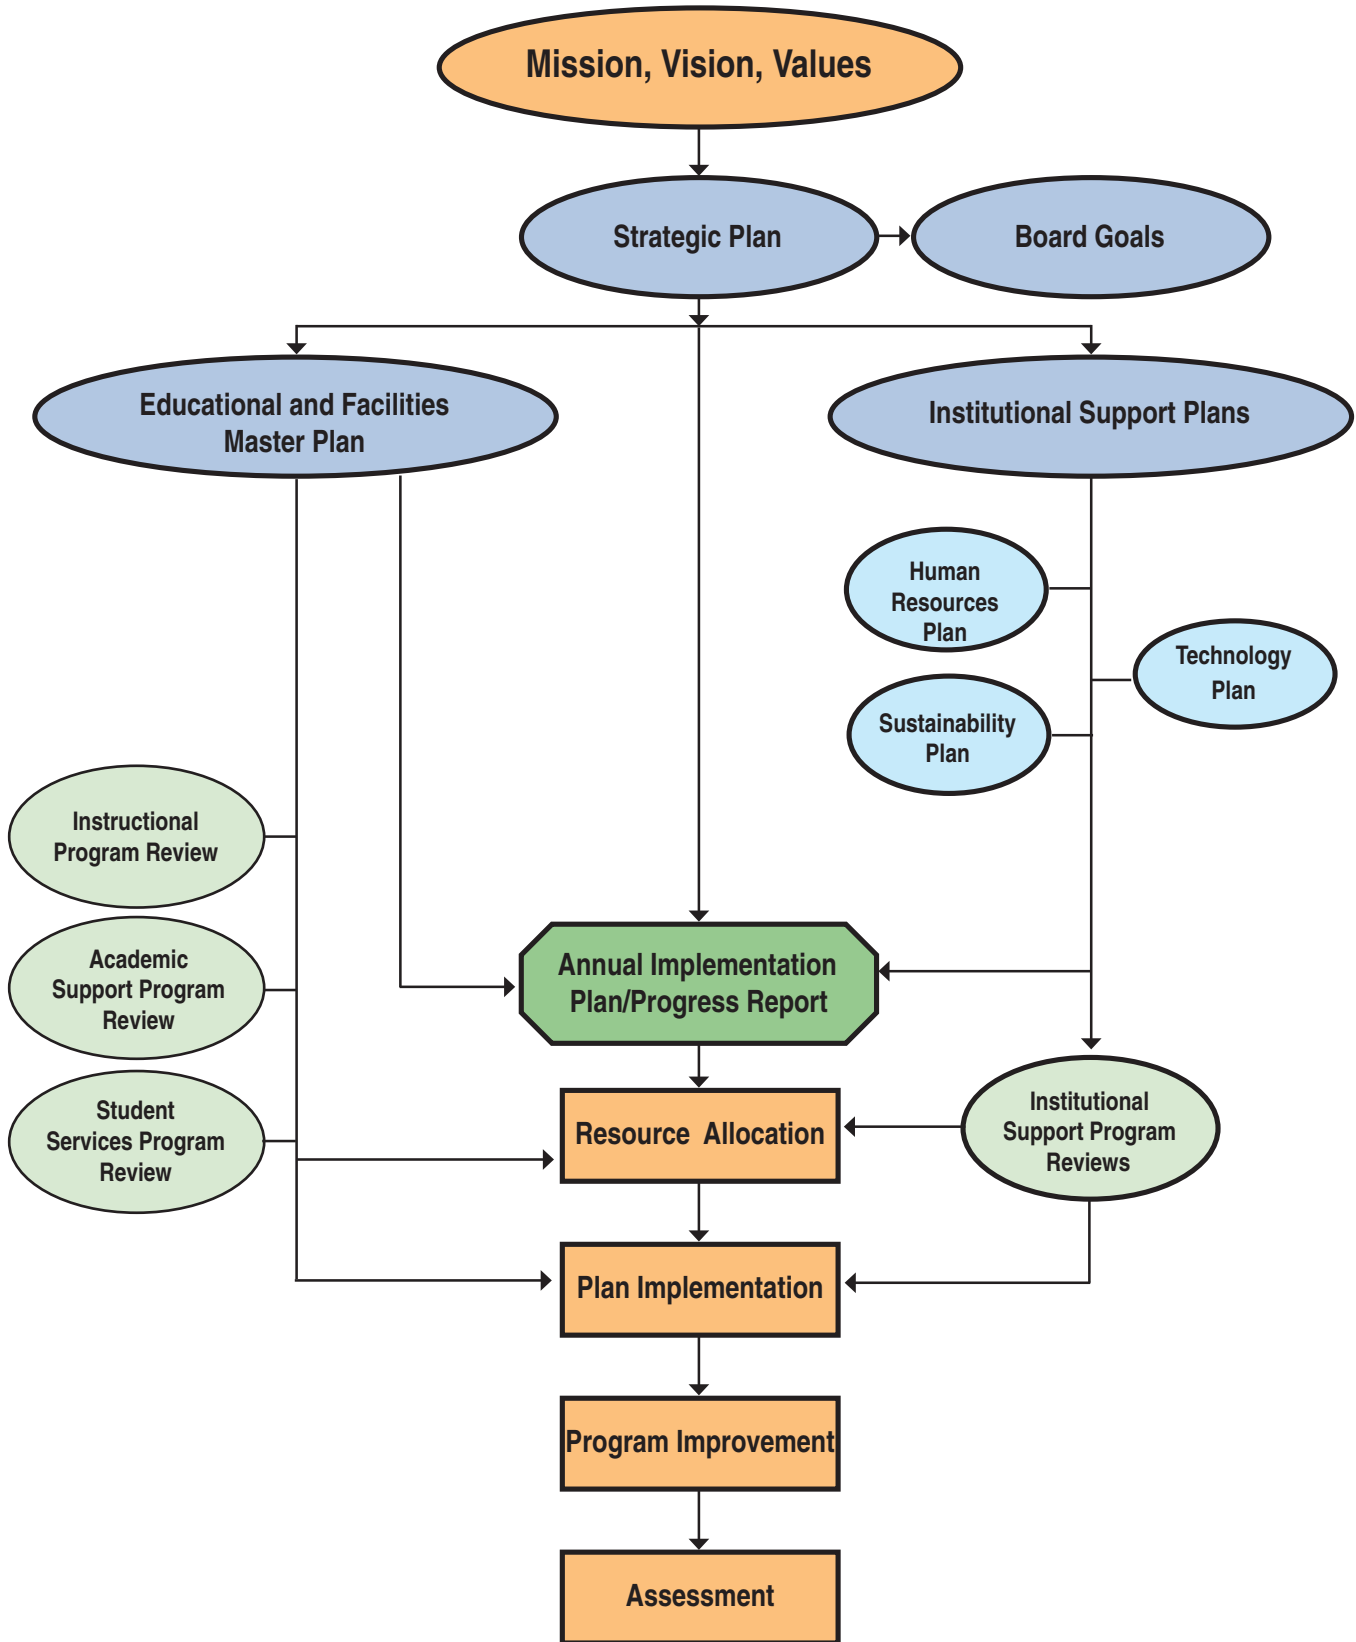 Mission, Vision, Values
Strategic Plan
Board Goals
Educational and Facilities
Master Plan
Institutional Support Plans
Human
Resources
Plan
Technology
Plan
Sustainability
Plan
Instructional
Program Review
Academic
Support Program
Review
Annual Implementation
Plan/Progress Report
Student
Services Program
Review
Resource Allocation
Institutional
Support Program
Reviews
Plan Implementation
Program Improvement
Assessment